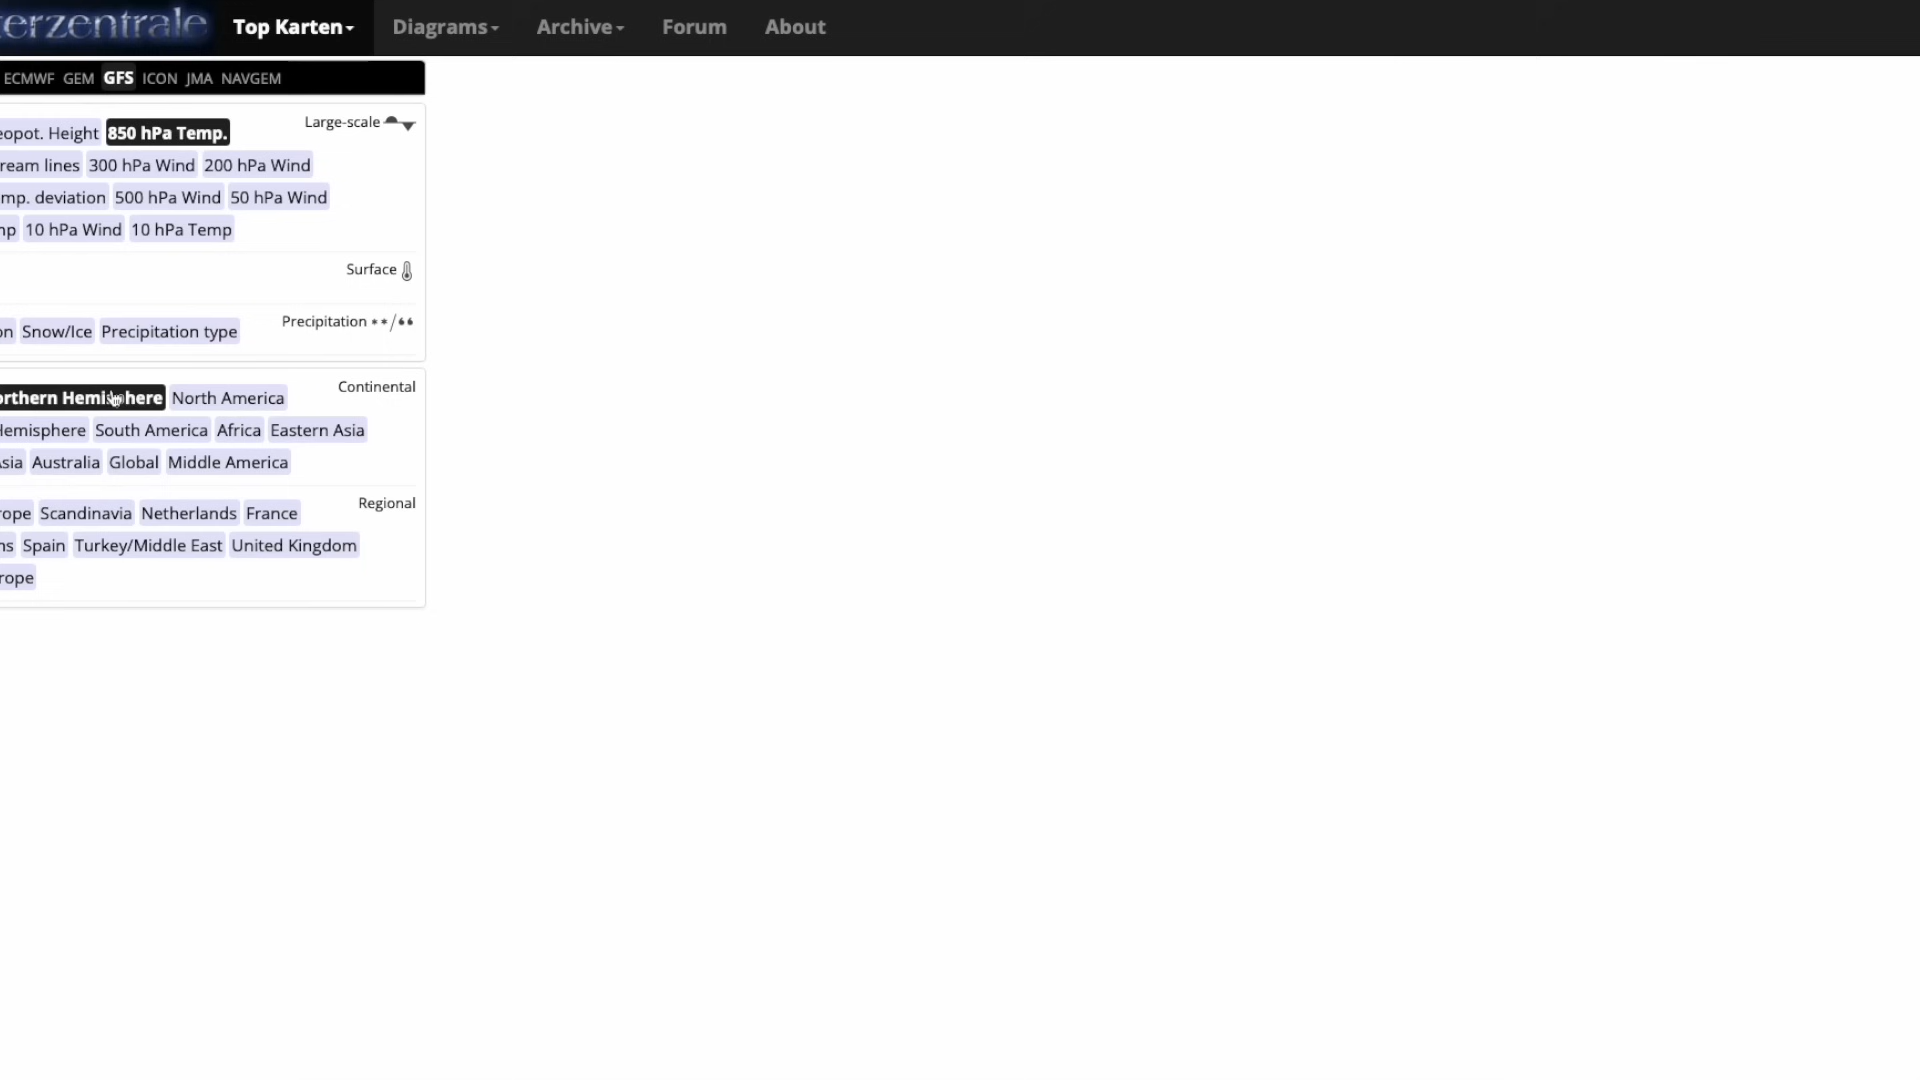 erzentrale Top Karten Diagrams Archive Forum About
ECMWF GEM GFS ICON JMA NAVGEM
eopot. Height 850 hPa Temp. Large-scale
ream lines 300 hPa Wind 200 hPa Wind
mp. deviation 500 hPa Wind 50 hPa Wind
mp 10 hPa Wind 10 hPa Temp
Surface
on Snow/Ice Precipitation type Precipitation **/
orthern Hemisphere North America Continental
Hemisphere South America Africa Eastern Asia
Asia Australia Global Middle America
rope Scandinavia Netherlands France Regional
ns Spain Turkey/Middle East United Kingdom
rope